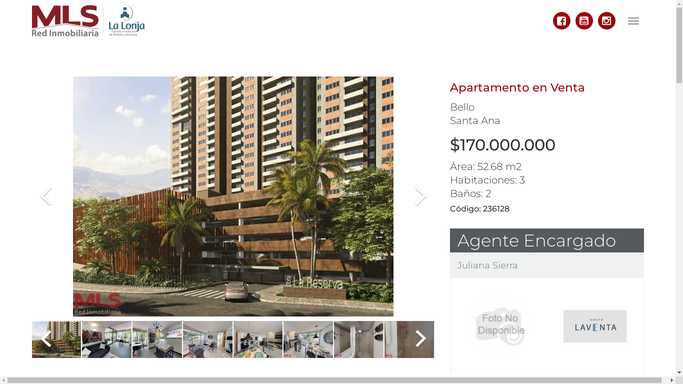 MLS
Red Inmobiliaria
La Lonja
Apartamento en Venta
Bello
Santa Ana
$170.000.000
Área: 52.68 m2
Habitaciones: 3
Baños: 2
Código: 236128
La Reserva
MLS
Red Inmobiliaria
Agente Encargado
Juliana Sierra
Foto No
Disponible
LAVENTA